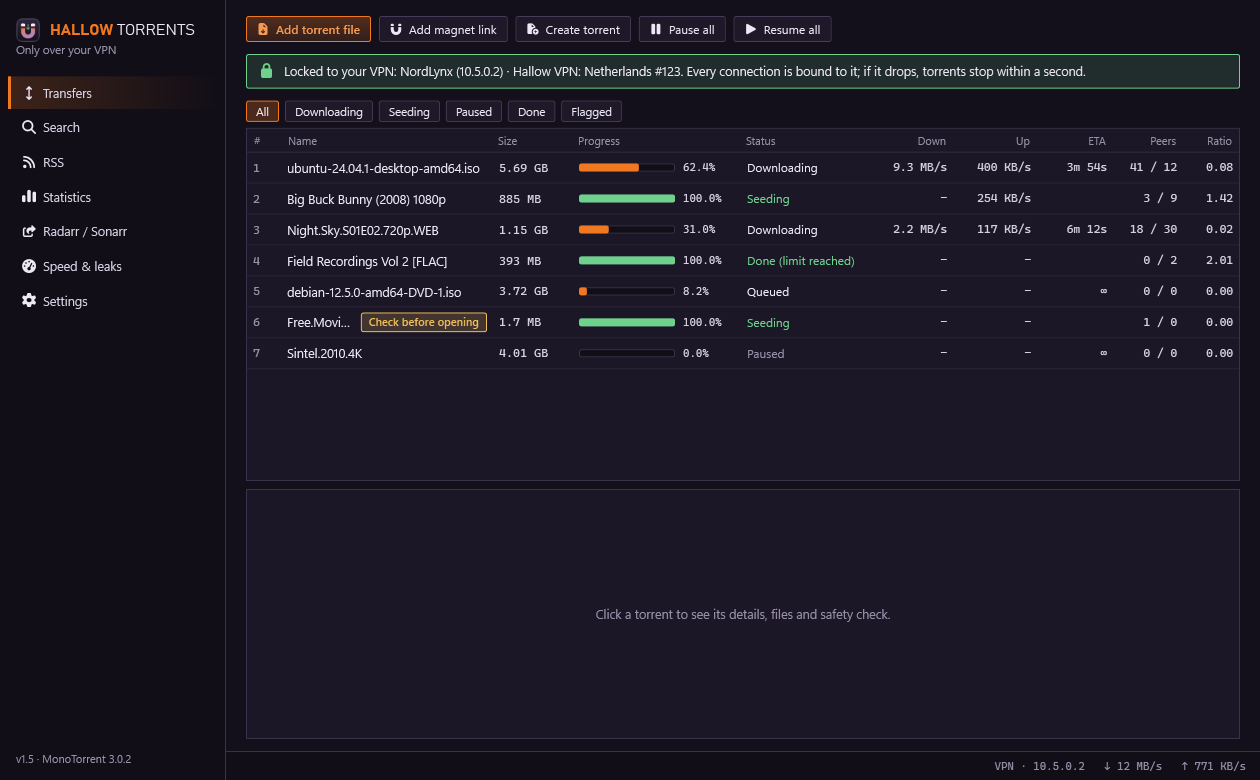 HALLOW TORRENTS
Only over your VPN
Transfers
Search
RSS
Statistics
Radarr / Sonarr
Speed & leaks
Settings
v1.5 · MonoTorrent 3.0.2
Add torrent file Add magnet link Create torrent Pause all Resume all
Locked to your VPN: NordLynx (10.5.0.2) · Hallow VPN: Netherlands #123. Every connection is bound to it; if it drops, torrents stop within a second.
All Downloading Seeding Paused Done Flagged
# Name Size Progress Status Down Up ETA Peers Ratio
1 ubuntu-24.04.1-desktop-amd64.iso 5.69 GB 62.4% Downloading 9.3 MB/s 400 KB/s 3m 54s 41 / 12 0.08
2 Big Buck Bunny (2008) 1080p 885 MB 100.0% Seeding – 254 KB/s 3 / 9 1.42
3 Night.Sky.S01E02.720p.WEB 1.15 GB 31.0% Downloading 2.2 MB/s 117 KB/s 6m 12s 18 / 30 0.02
4 Field Recordings Vol 2 [FLAC] 393 MB 100.0% Done (limit reached) – – 0 / 2 2.01
5 debian-12.5.0-amd64-DVD-1.iso 3.72 GB 8.2% Queued – – ∞ 0 / 0 0.00
6 Free.Movi... Check before opening 1.7 MB 100.0% Seeding – – 1 / 0 0.00
7 Sintel.2010.4K 4.01 GB 0.0% Paused – – ∞ 0 / 0 0.00
Click a torrent to see its details, files and safety check.
VPN · 10.5.0.2 ↓ 12 MB/s ↑ 771 KB/s